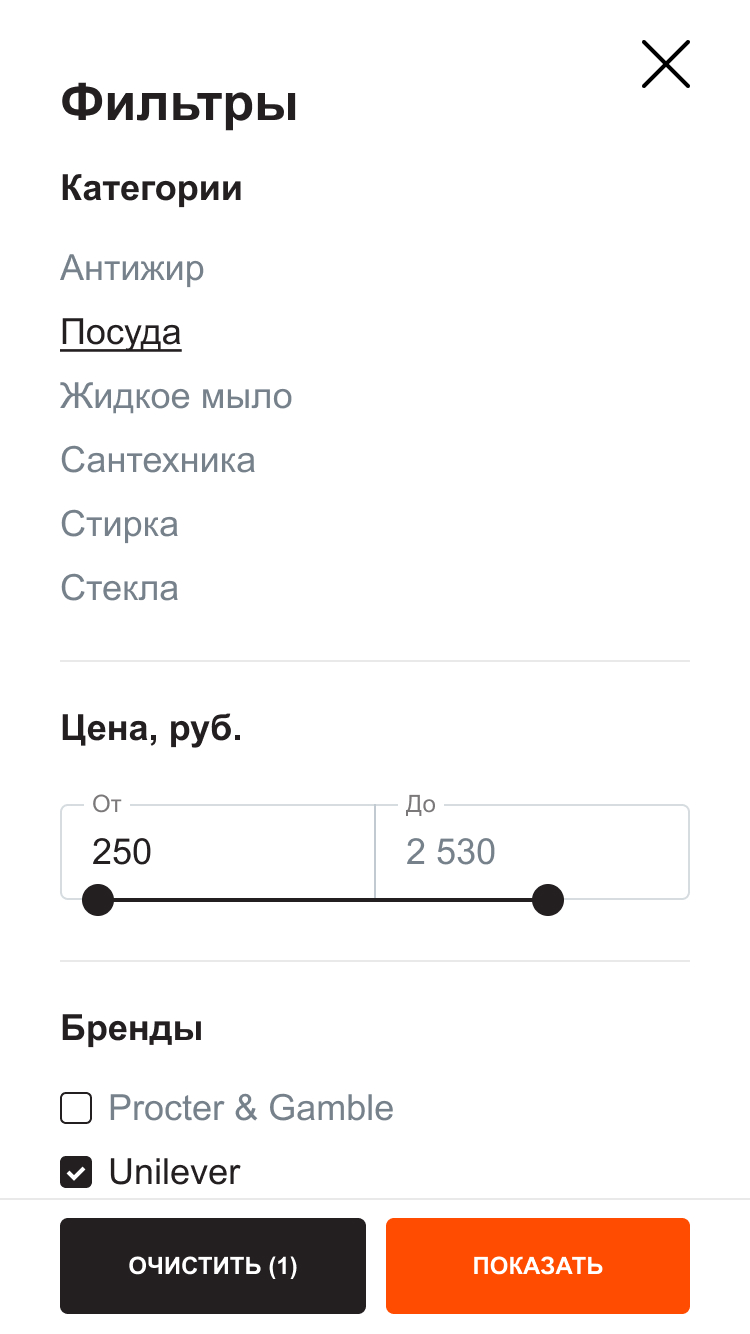 Фильтры
Категории
Антижир
Посуда
Жидкое мыло
Сантехника
Стирка
Стекла
Цена, руб.
От До
250 2 530
Бренды
Procter & Gamble
Unilever
ОЧИСТИТЬ (1) ПОКАЗАТЬ